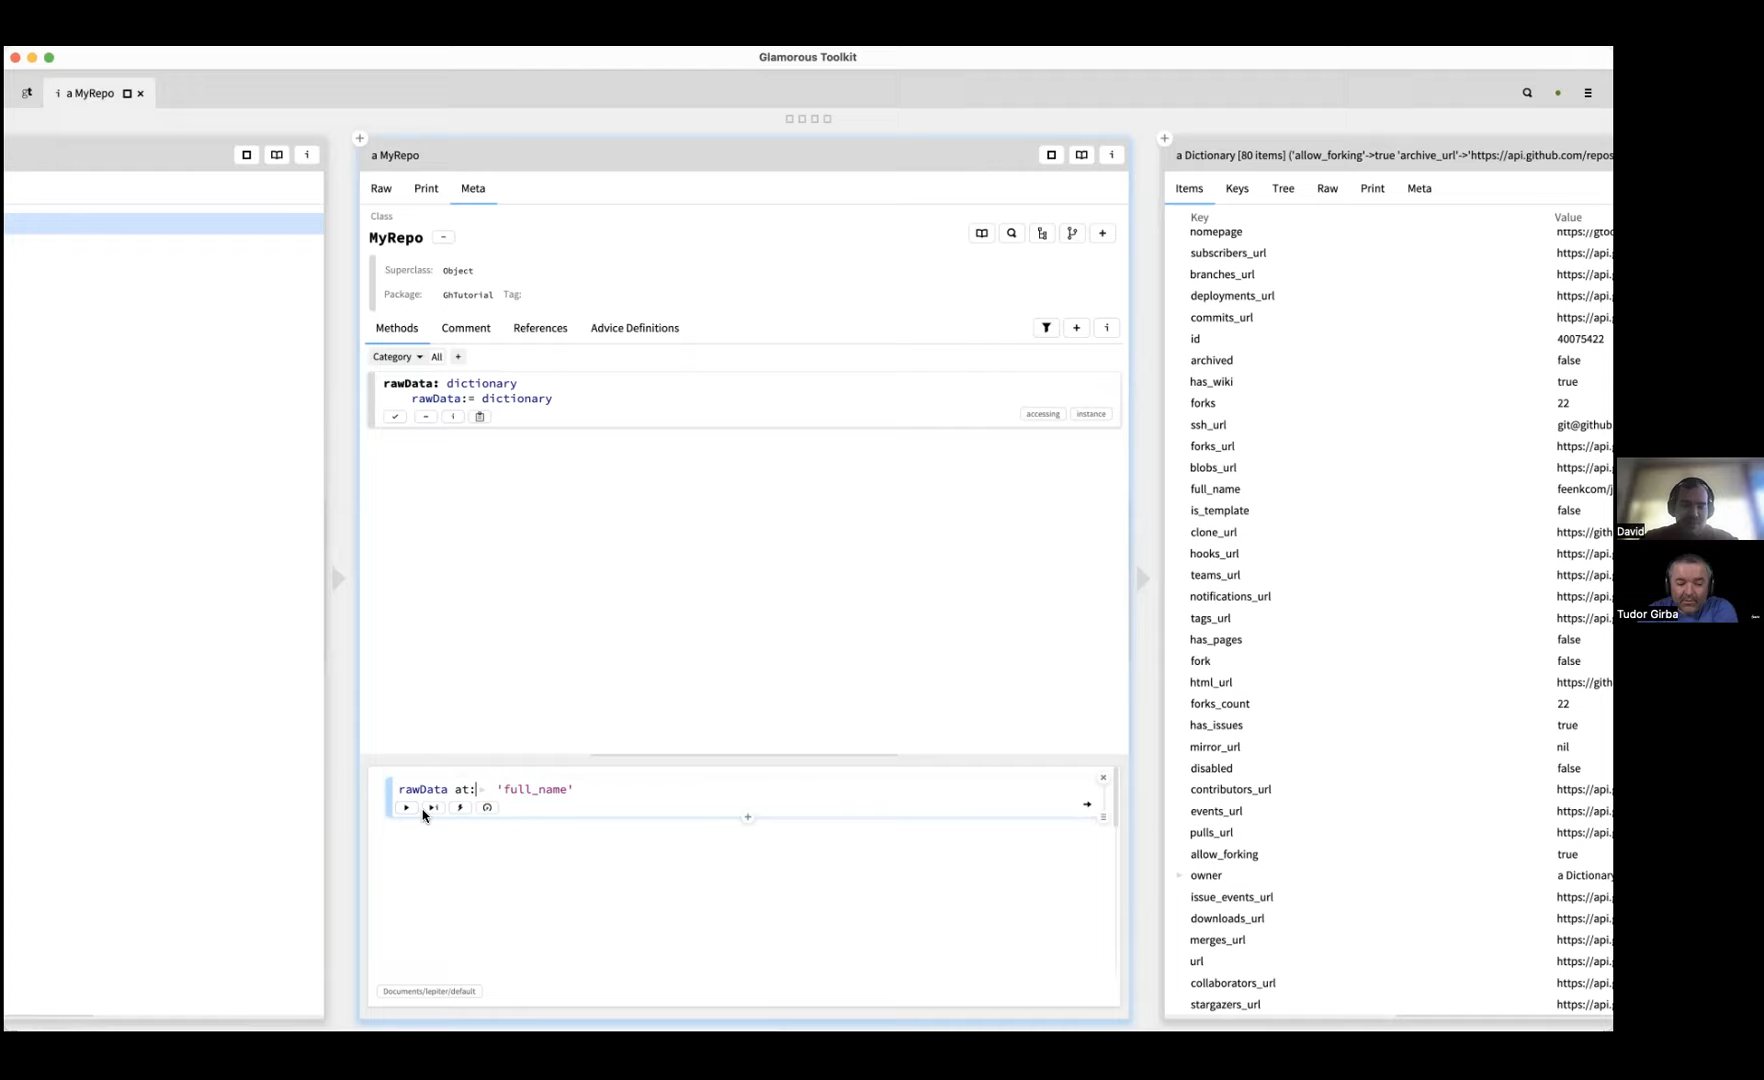 Glamorous Toolkit
gt
i a MyRepo
a MyRepo
Raw Print Meta
Class
MyRepo
Superclass: Object
Package: GhTutorial Tag:
Methods Comment References Advice Definitions
Category All +
rawData: dictionary
rawData:= dictionary
accessing instance
rawData at: 'full_name'
Documents/lepiter/default
a Dictionary [80 items] ('allow_forking'->true 'archive_url'->'https://api.github.com/repos
Items Keys Tree Raw Print Meta
Key Value
homepage https://gtoo
subscribers_url https://api.
branches_url https://api.
deployments_url https://api.
commits_url https://api.
id 40075422
archived false
has_wiki true
forks 22
ssh_url git@github
forks_url https://api.
blobs_url https://api.
full_name feenkcom/
is_template false
clone_url https://gith
hooks_url https://api.
teams_url https://api.
notifications_url https://api.
tags_url https://api.
has_pages false
fork false
html_url https://gith
forks_count 22
has_issues true
mirror_url nil
disabled false
contributors_url https://api.
events_url https://api.
pulls_url https://api.
allow_forking true
owner a Dictionary
issue_events_url https://api.
downloads_url https://api.
merges_url https://api.
url https://api.
collaborators_url https://api.
stargazers_url https://api.
David
Tudor Girba